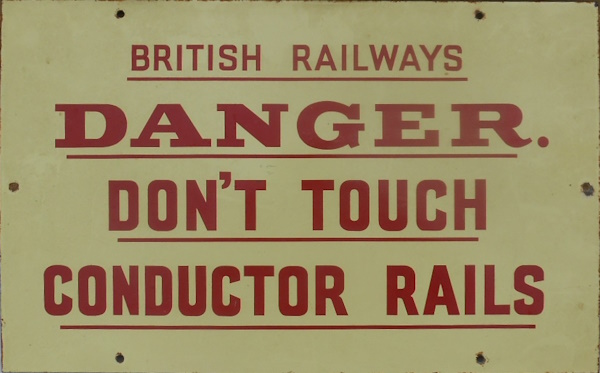 BRITISH RAILWAYS
DANGER.
DON'T TOUCH
CONDUCTOR RAILS